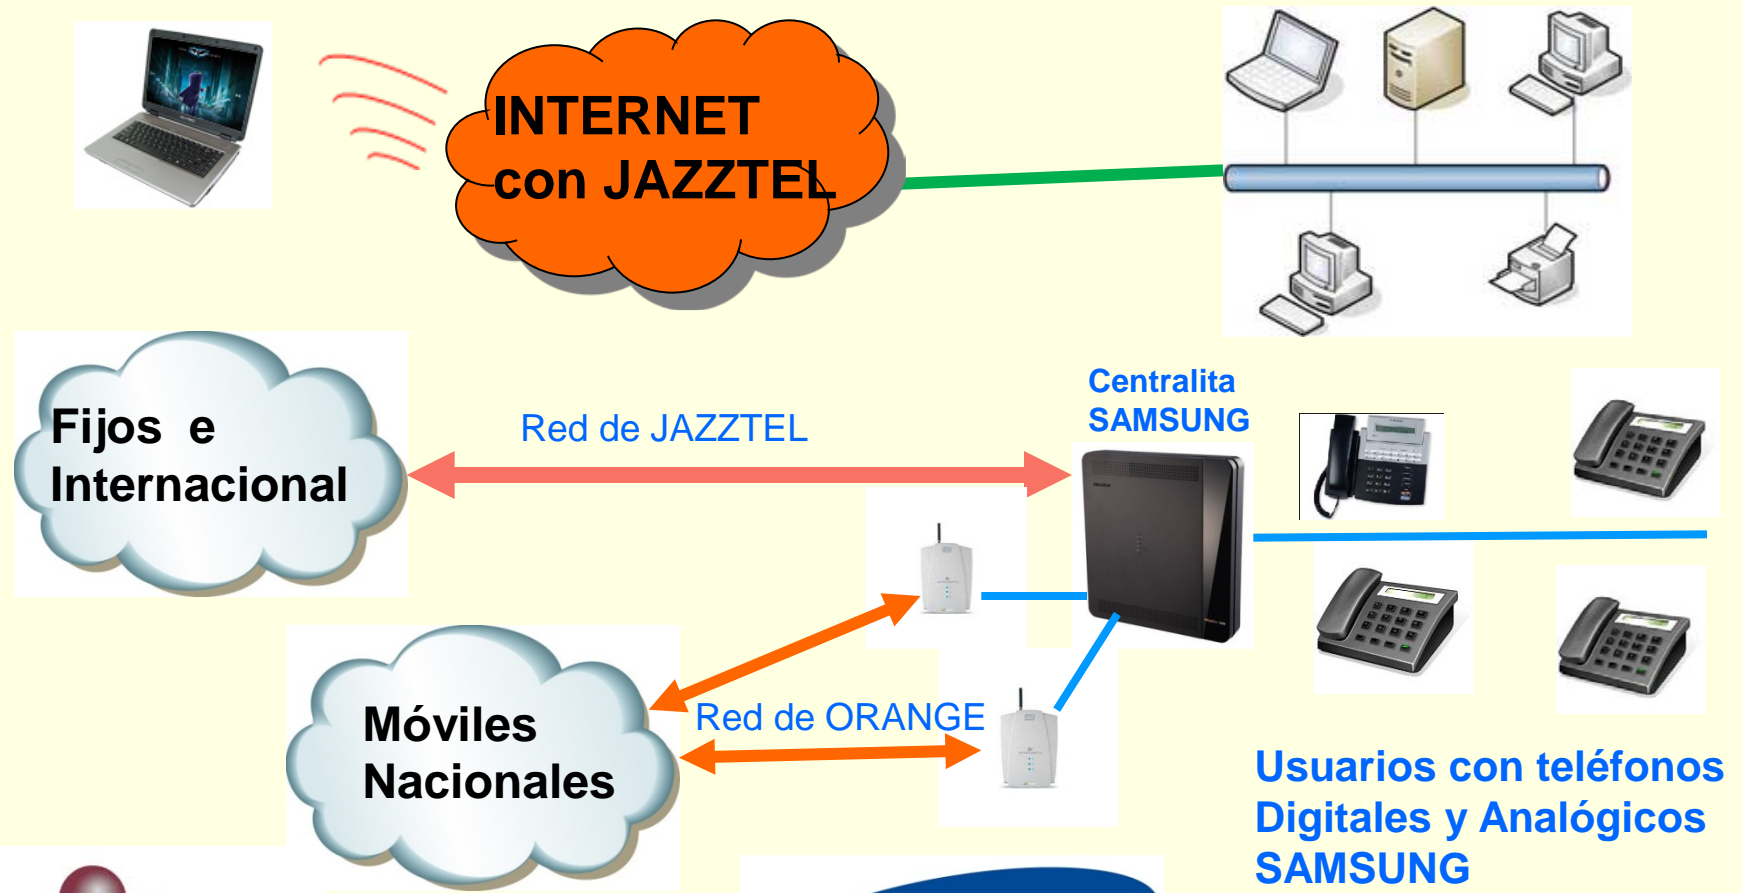 INTERNET
con JAZZTEL
Fijos e
Internacional
Red de JAZZTEL
Centralita
SAMSUNG
Móviles
Nacionales
Red de ORANGE
Usuarios con teléfonos
Digitales y Analógicos
SAMSUNG